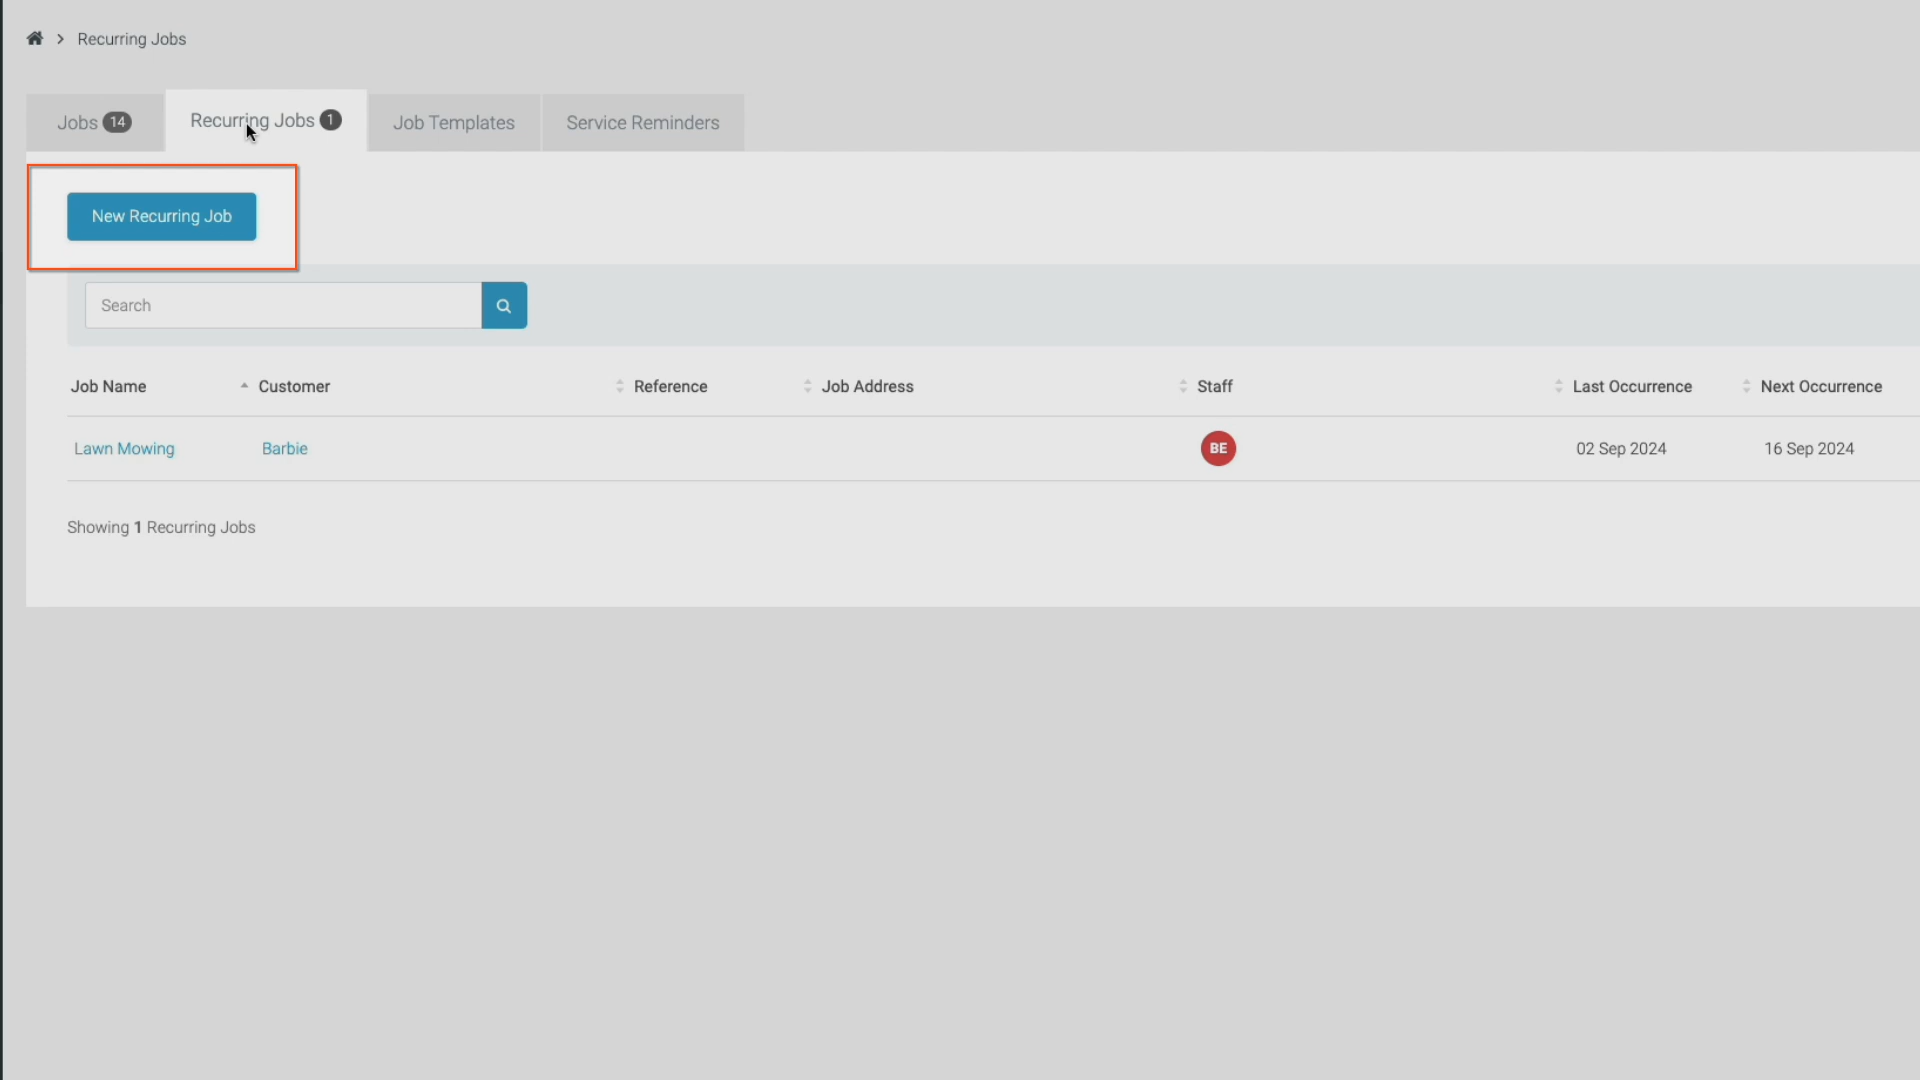 Recurring Jobs
Jobs 14 Recurring Jobs 1 Job Templates Service Reminders
New Recurring Job
Search
Job Name Customer Reference Job Address Staff Last Occurrence Next Occurrence
Lawn Mowing Barbie BE 02 Sep 2024 16 Sep 2024
Showing 1 Recurring Jobs